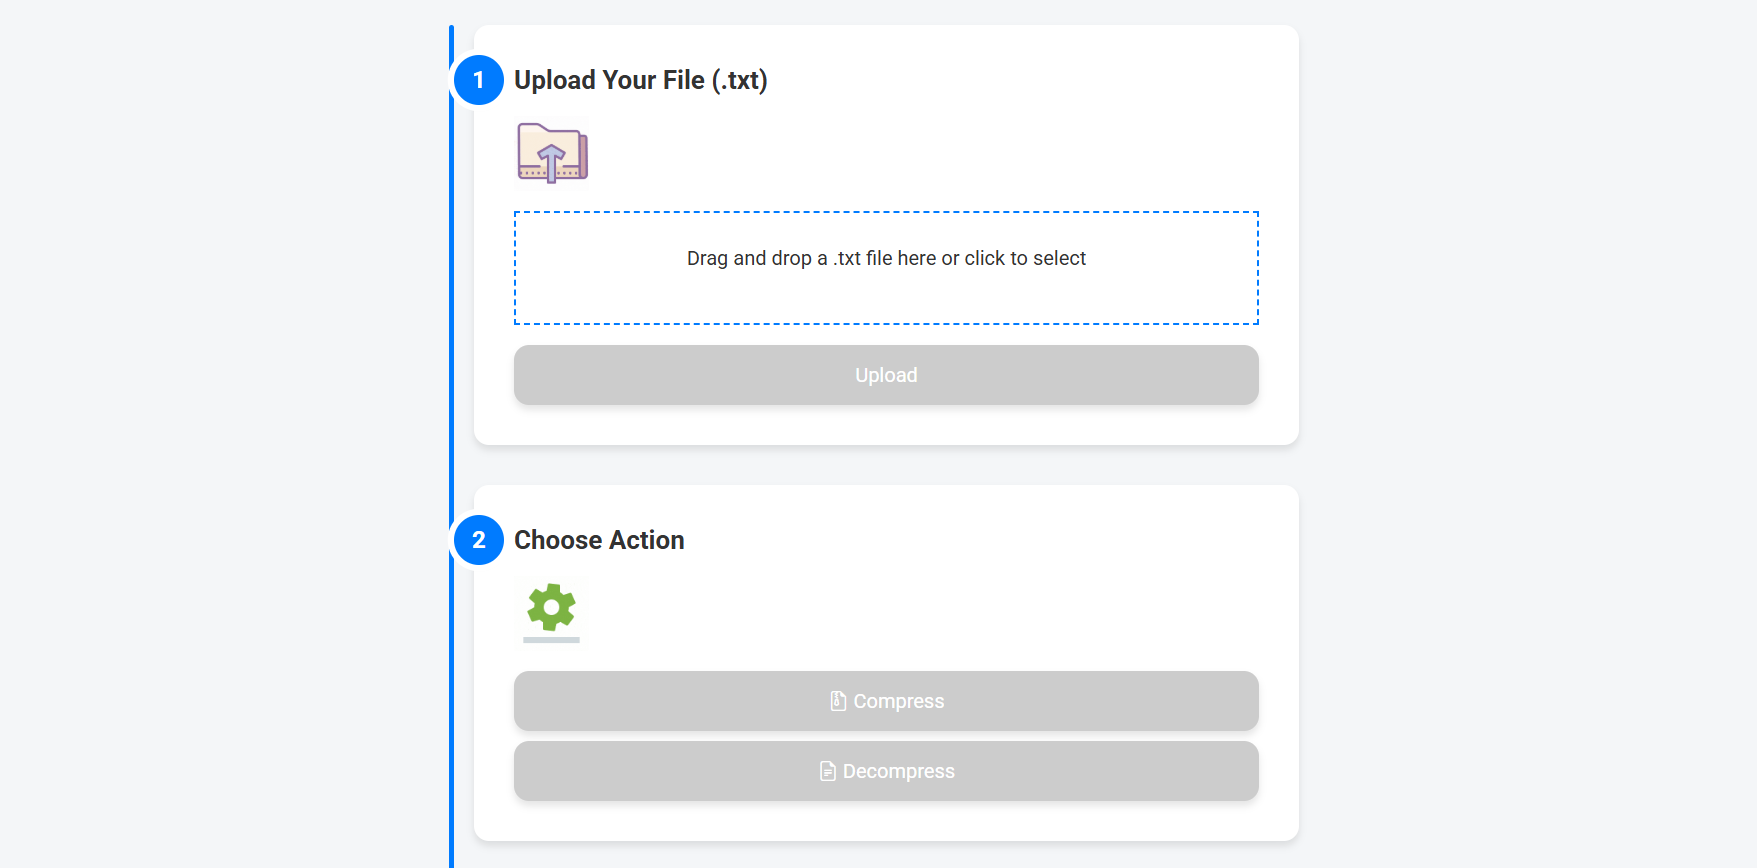 1
Upload Your File (.txt)
Drag and drop a .txt file here or click to select
Upload
2
Choose Action
Compress
Decompress